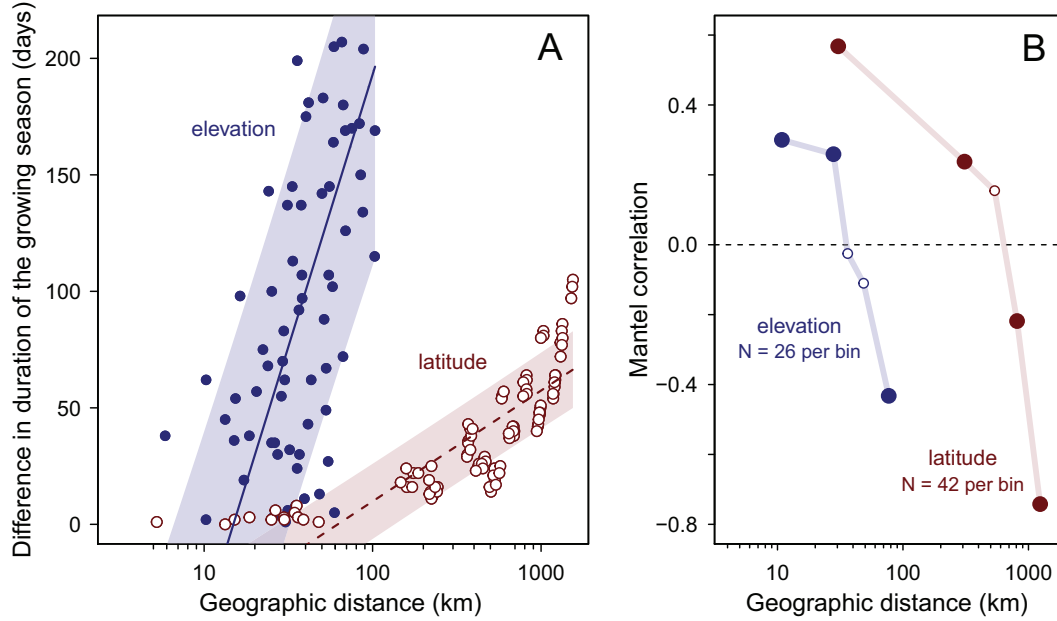 A
B
Difference in duration of the growing season (days)
200
150
100
50
0
elevation
latitude
10
100
1000
Geographic distance (km)
Mantel correlation
0.4
0.0
−0.4
−0.8
elevation
N = 26 per bin
latitude
N = 42 per bin
10
100
1000
Geographic distance (km)